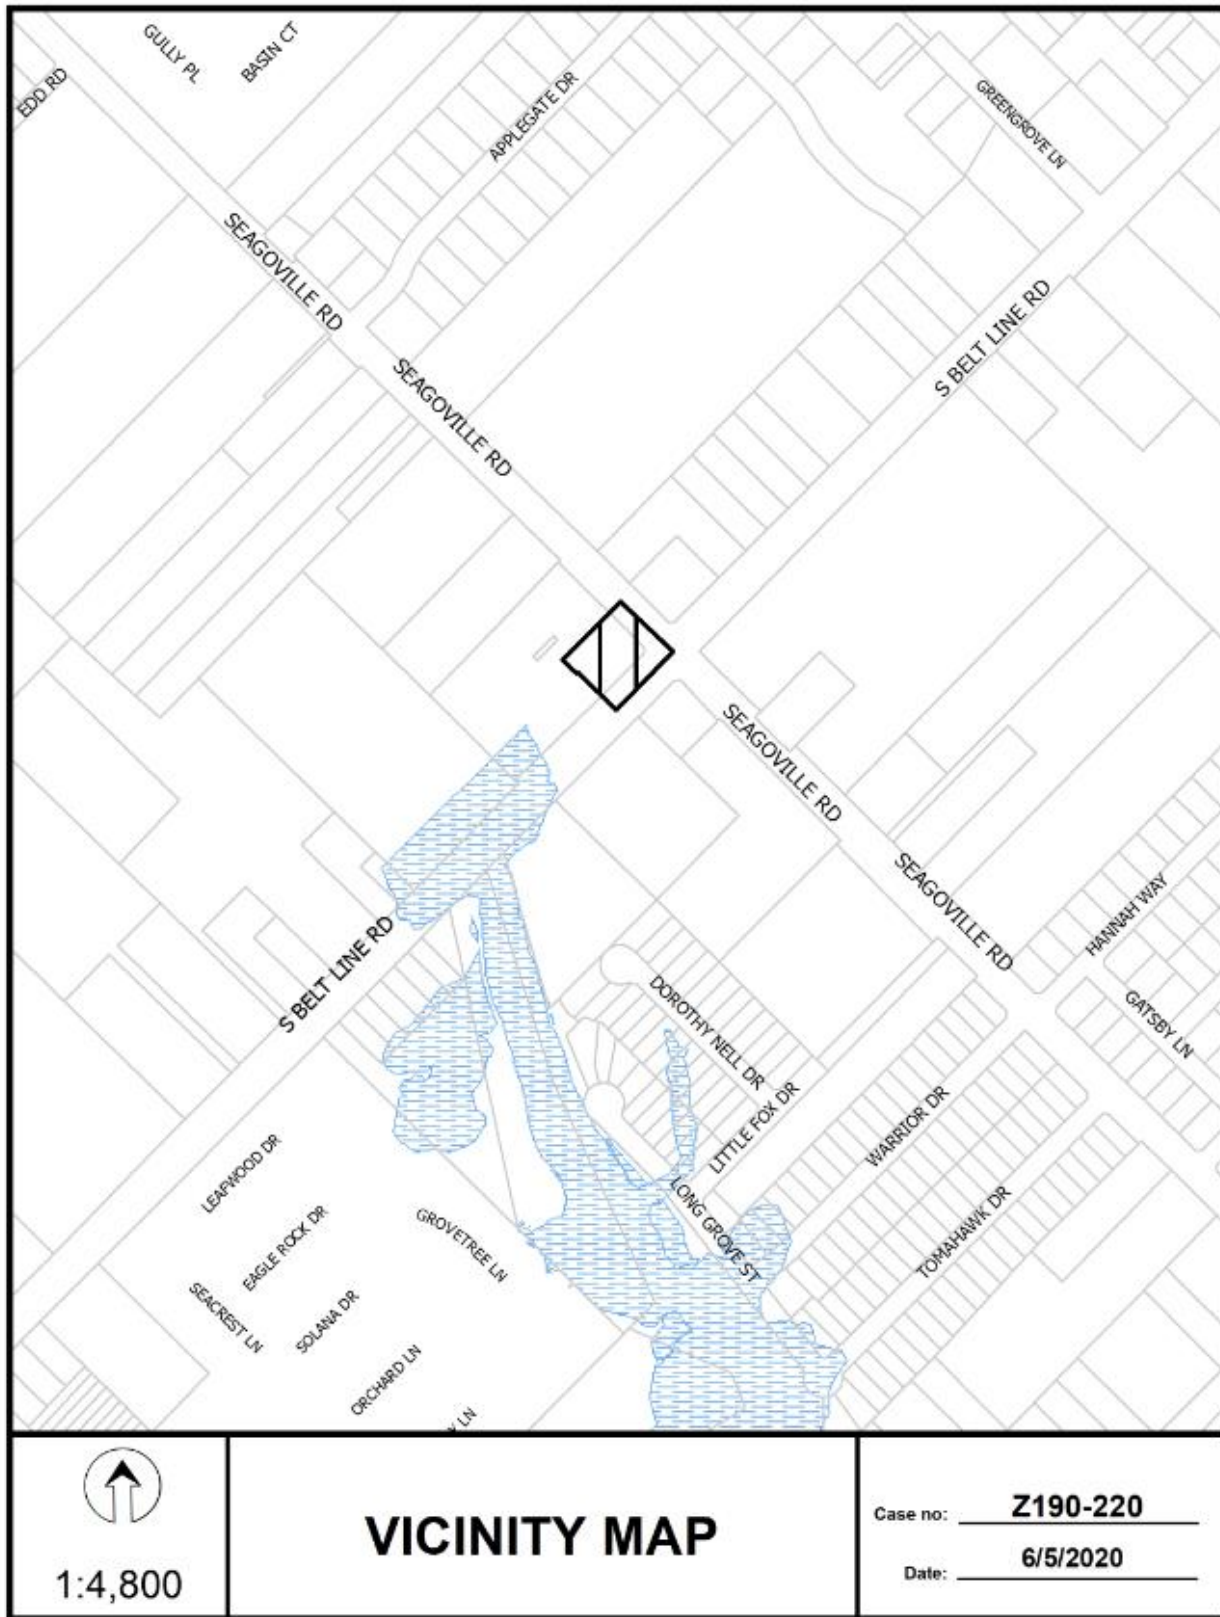 GULLY PL
BASIN CT
EDD RD
APPLEGATE DR
GREENGROVE LN
SEAGOVILLE RD
S BELT LINE RD
SEAGOVILLE RD
SEAGOVILLE RD
SEAGOVILLE RD
HANNAH WAY
S BELT LINE RD
DOROTHY NELL DR
GATSBY LN
LITTLE FOX DR
WARRIOR DR
LEAFWOOD DR
LONG GROVE ST
TOMAHAWK DR
EAGLE ROCK DR
GROVETREE LN
SEACREST LN
SOLANA DR
ORCHARD LN
LN
1:4,800
VICINITY MAP
Case no: Z190-220
Date: 6/5/2020